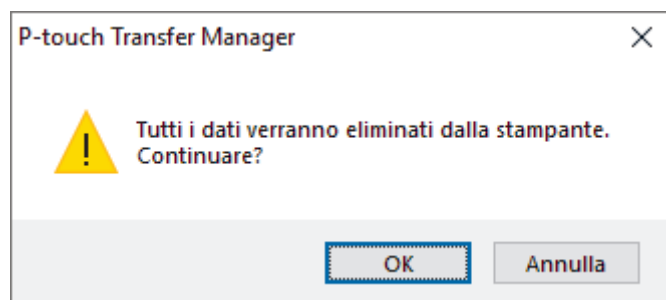 P-touch Transfer Manager
Tutti i dati verranno eliminati dalla stampante.
Continuare?
OK
Annulla